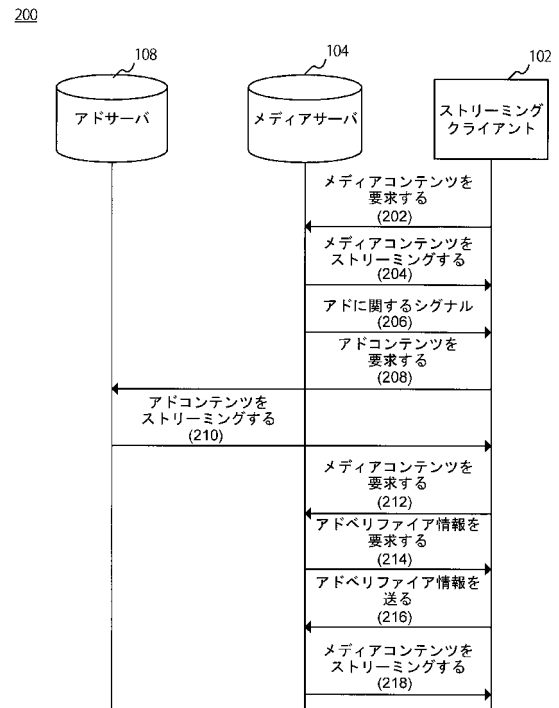 200
108
104
102
アドサーバ
メディアサーバ
ストリーミング
クライアント
メディアコンテンツを
要求する
(202)
メディアコンテンツを
ストリーミングする
(204)
アドに関するシグナル
(206)
アドコンテンツを
要求する
(208)
アドコンテンツを
ストリーミングする
(210)
メディアコンテンツを
要求する
(212)
アドベリファイア情報を
要求する
(214)
アドベリファイア情報を
送る
(216)
メディアコンテンツを
ストリーミングする
(218)